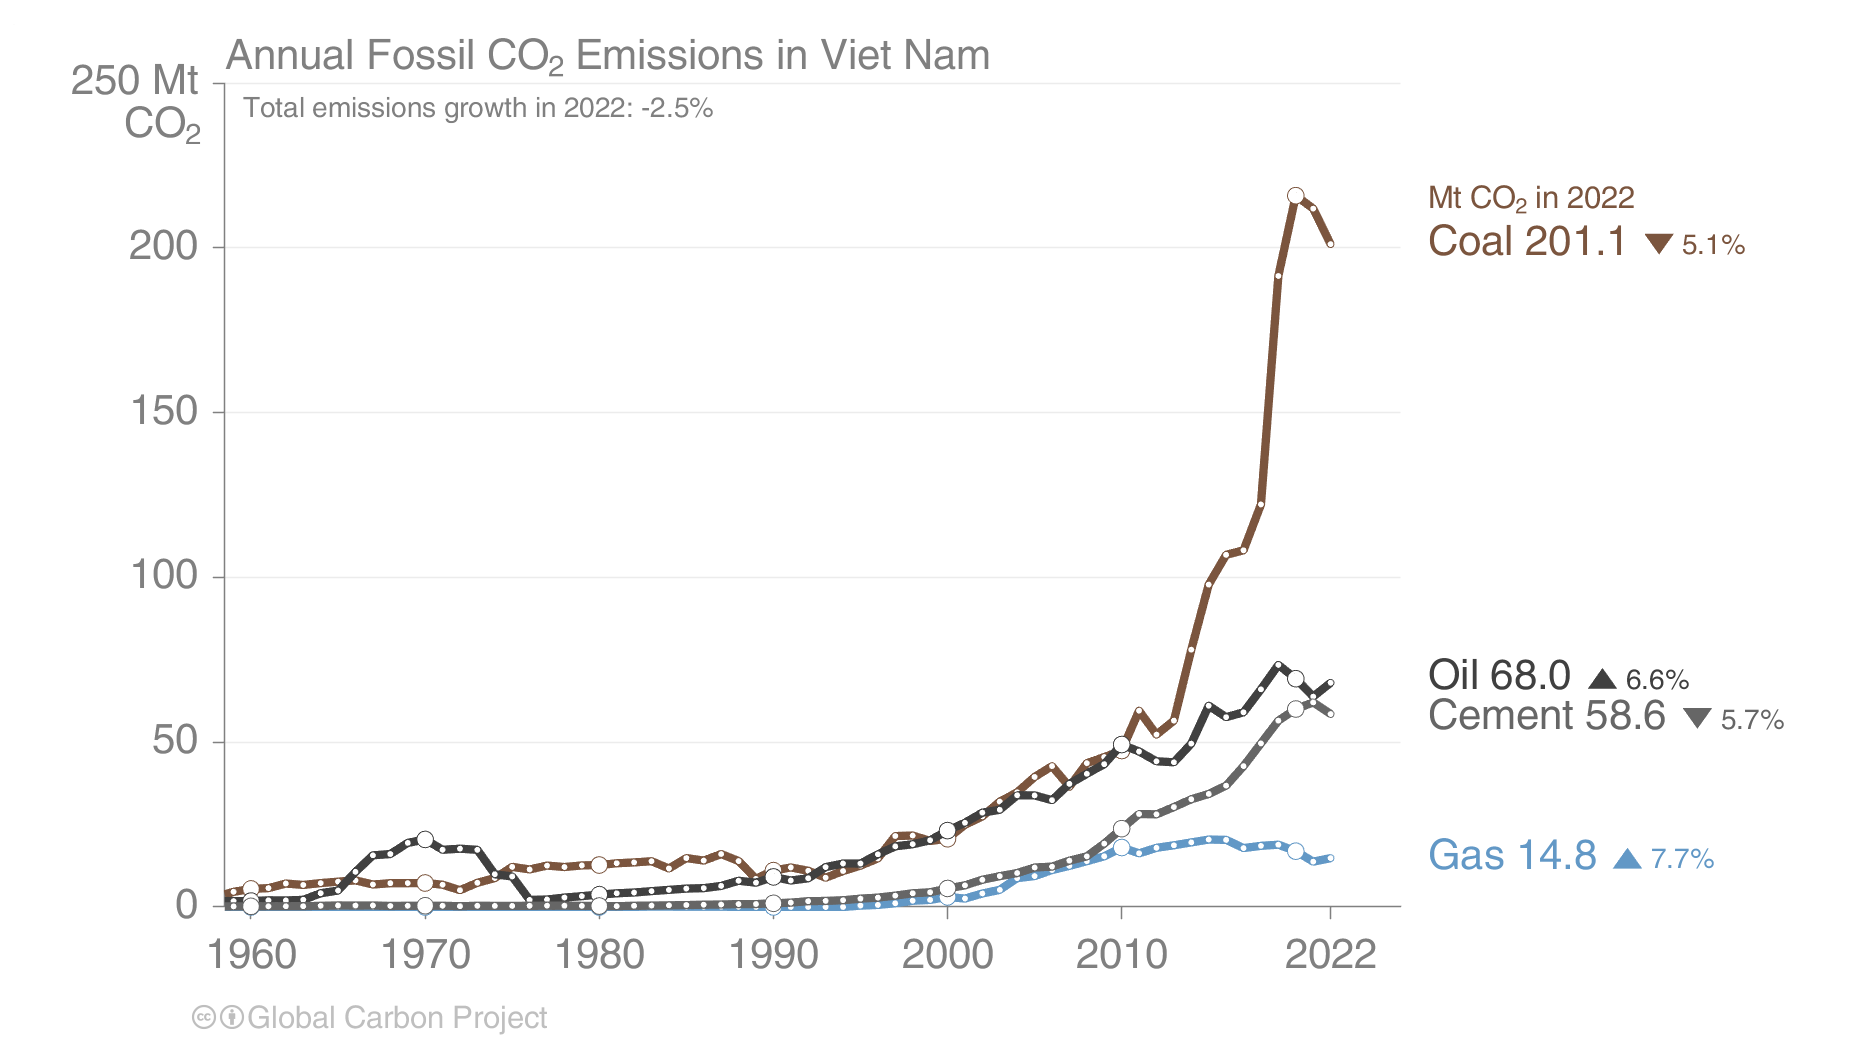 Annual Fossil CO₂ Emissions in Viet Nam
250 Mt
CO₂
Total emissions growth in 2022: -2.5%
200
150
100
50
0
Mt CO₂ in 2022
Coal 201.1 ▼ 5.1%
Oil 68.0 ▲ 6.6%
Cement 58.6 ▼ 5.7%
Gas 14.8 ▲ 7.7%
1960 1970 1980 1990 2000 2010 2022
cc Global Carbon Project